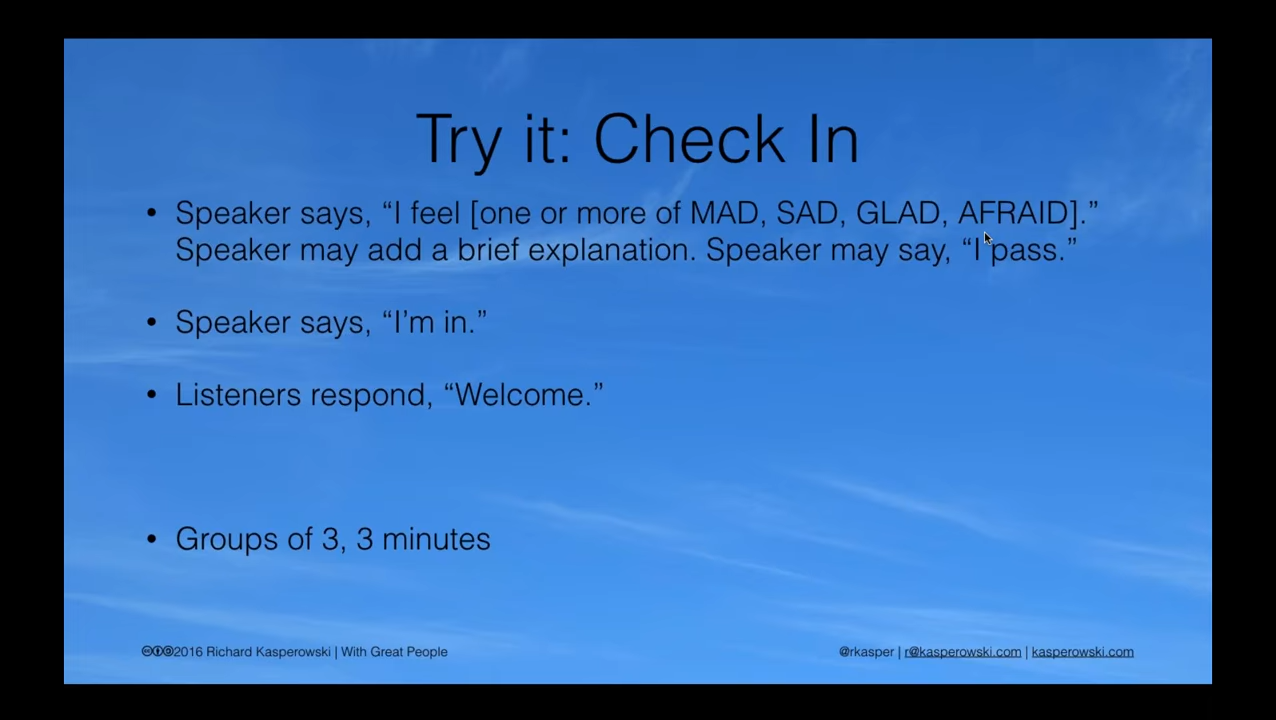 Try it: Check In
• Speaker says, “I feel [one or more of MAD, SAD, GLAD, AFRAID].”
Speaker may add a brief explanation. Speaker may say, “I pass.”
• Speaker says, “I’m in.”
• Listeners respond, “Welcome.”
• Groups of 3, 3 minutes
2016 Richard Kasperowski | With Great People
@rkasper | r@kasperowski.com | kasperowski.com